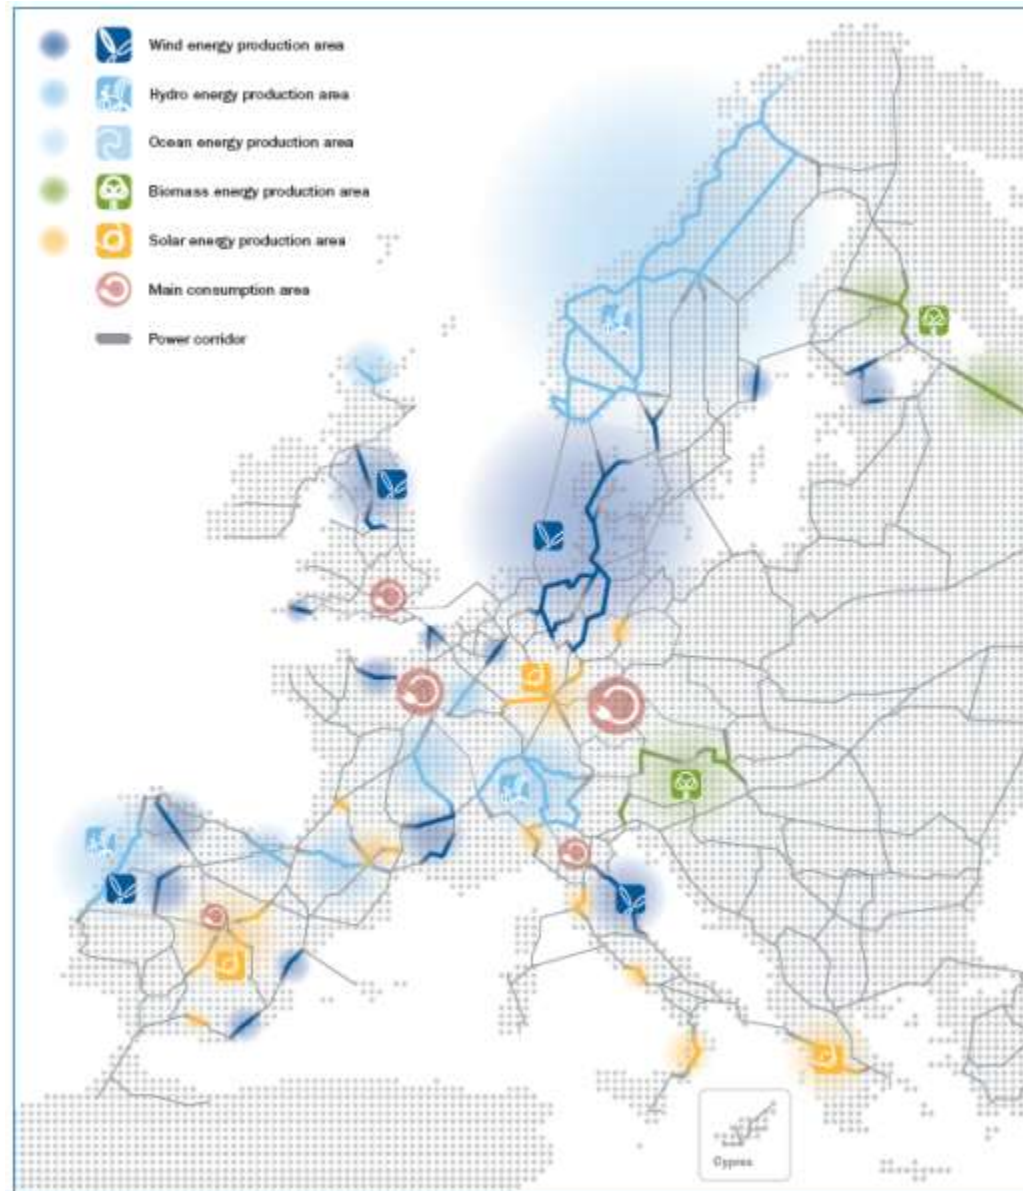 Wind energy production area
Hydro energy production area
Ocean energy production area
Biomass energy production area
Solar energy production area
Main consumption area
Power corridor
Cypres